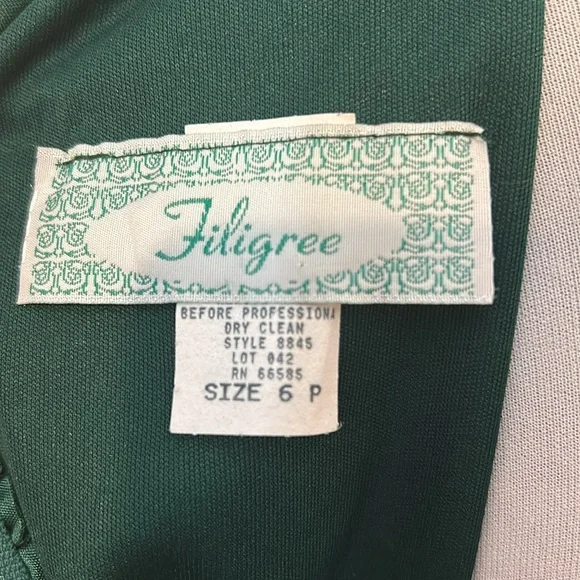 Filigree
BEFORE PROFESSIONA
DRY CLEAN
STYLE 8845
LOT 042
RN 66585
SIZE 6 P